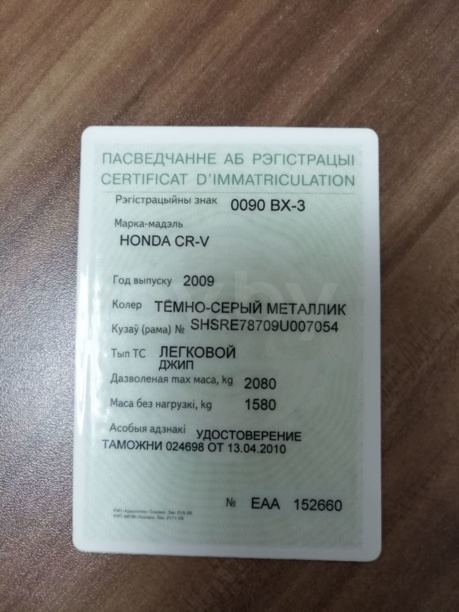 ПАСВЕДЧАННЕ АБ РЭГІСТРАЦЫІ
CERTIFICAT D'IMMATRICULATION
Рэгістрацыйны знак 0090 BX-3
Марка-мадэль
HONDA CR-V
Год выпуску 2009
Колер ТЁМНО-СЕРЫЙ МЕТАЛЛИК
Кузаў (рама) № SHSRE78709U007054
Тып ТС ЛЕГКОВОЙ
ДЖИП
Дазволеная max маса, kg 2080
Маса без нагрузкі, kg 1580
Асобыя адзнакі УДОСТОВЕРЕНИЕ
ТАМОЖНИ 024698 ОТ 13.04.2010
№ EAA 152660